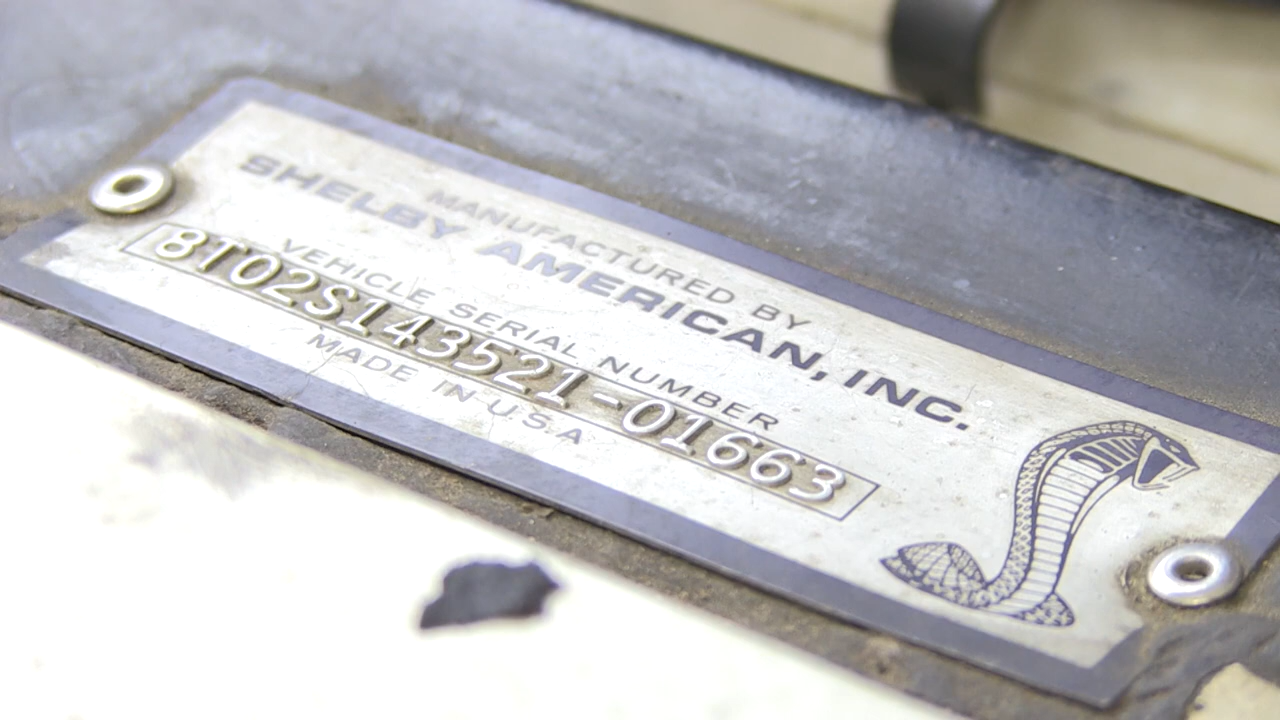 MANUFACTURED BY
SHELBY AMERICAN, INC.
VEHICLE SERIAL NUMBER
8T02S143521-01663
MADE IN U.S.A